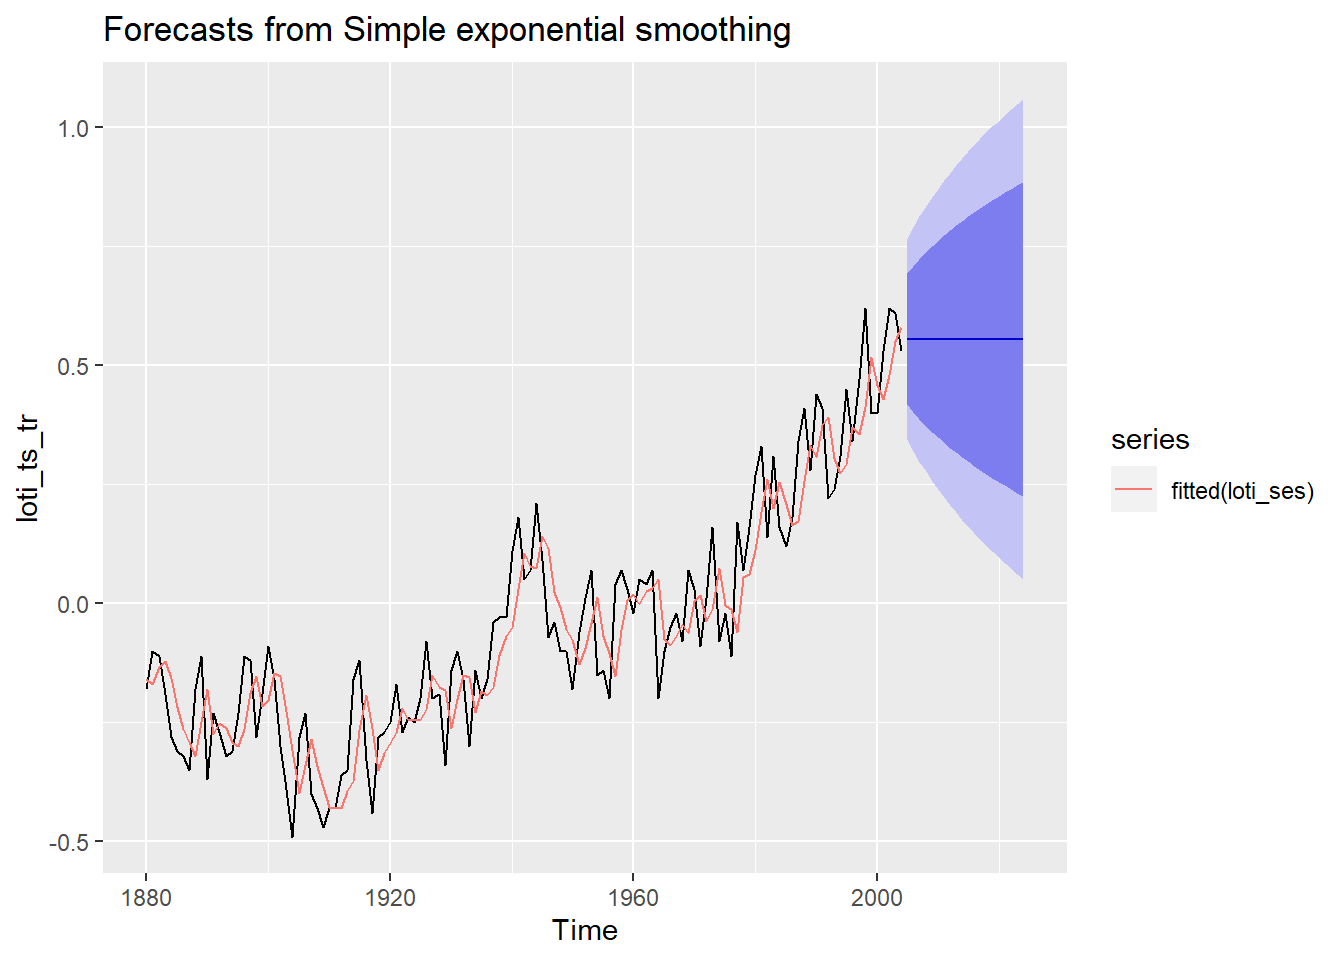 Forecasts from Simple exponential smoothing
1.0
0.5
0.0
-0.5
loti_ts_tr
1880 1920 1960 2000
Time
series
fitted(loti_ses)